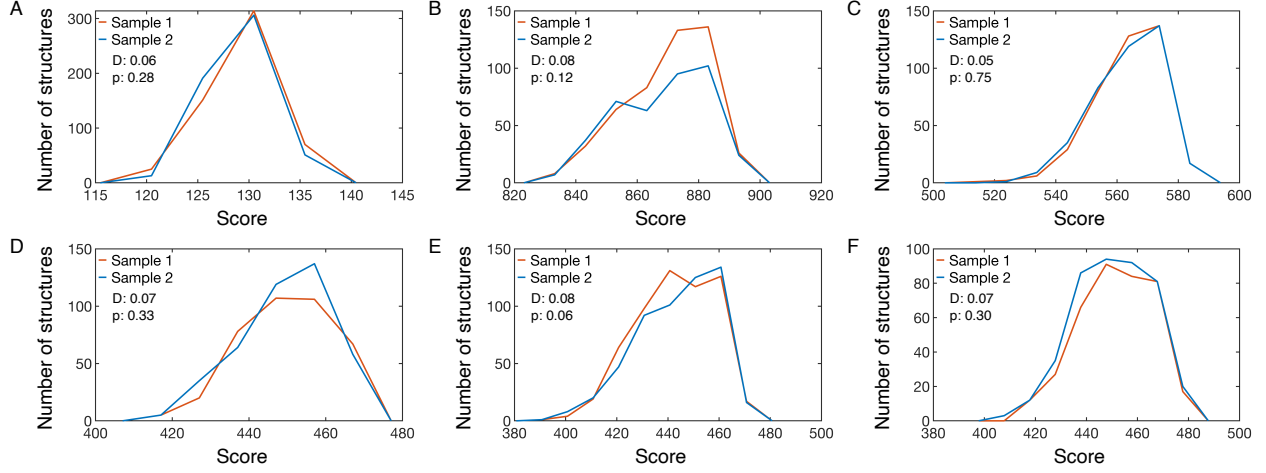 A
Number of structures
300
200
100
0
Sample 1
Sample 2
D: 0.06
p: 0.28
115 120 125 130 135 140 145
Score
B
Number of structures
150
100
50
0
Sample 1
Sample 2
D: 0.08
p: 0.12
820 840 860 880 900 920
Score
C
Number of structures
150
100
50
0
Sample 1
Sample 2
D: 0.05
p: 0.75
500 520 540 560 580 600
Score
D
Number of structures
150
100
50
0
Sample 1
Sample 2
D: 0.07
p: 0.33
400 420 440 460 480
Score
E
Number of structures
150
100
50
0
Sample 1
Sample 2
D: 0.08
p: 0.06
380 400 420 440 460 480 500
Score
F
Number of structures
100
80
60
40
20
0
Sample 1
Sample 2
D: 0.07
p: 0.30
380 400 420 440 460 480 500
Score